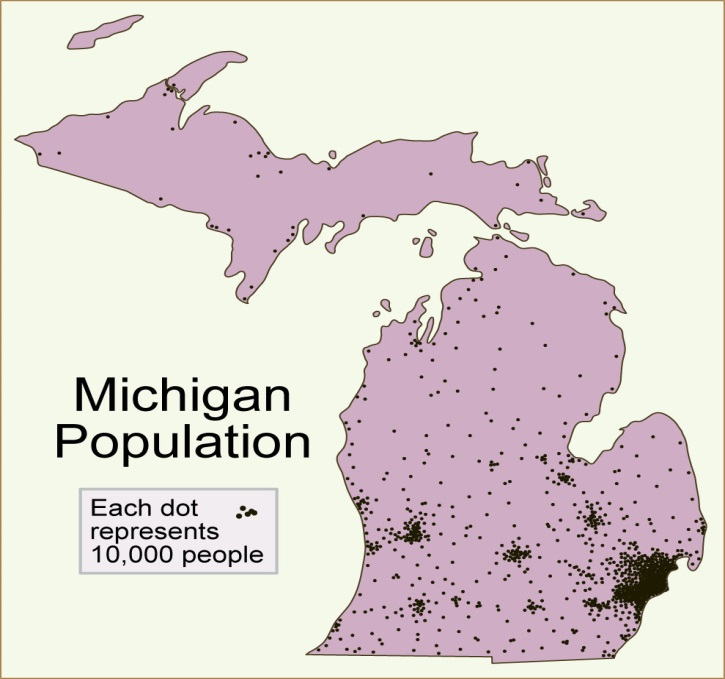 Michigan
Population
Each dot
represents
10,000 people